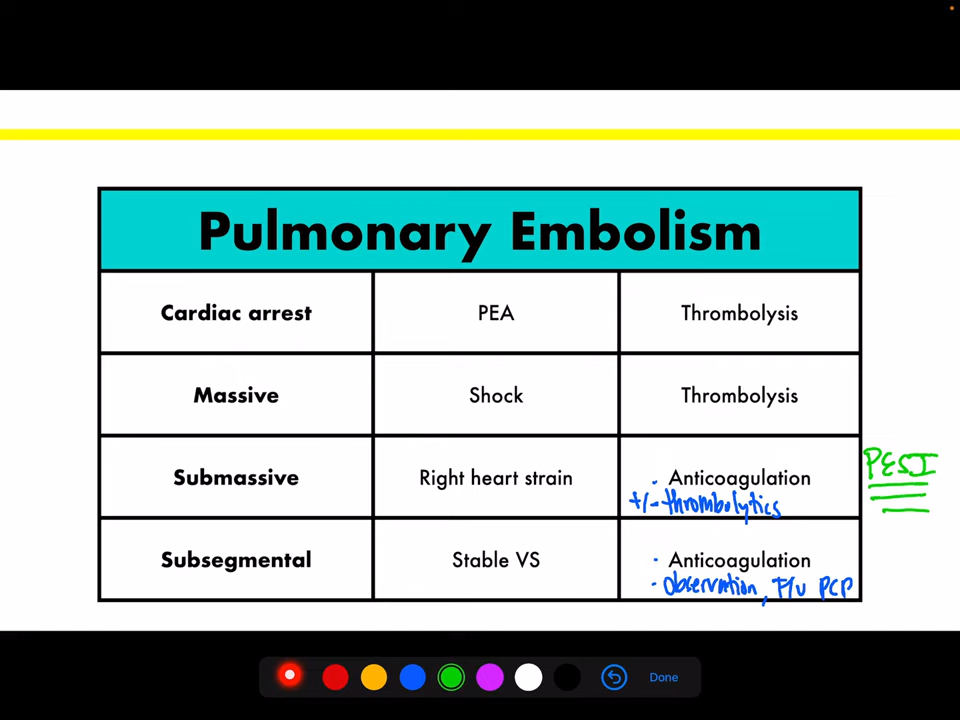 Pulmonary Embolism
Cardiac arrest PEA Thrombolysis
Massive Shock Thrombolysis
Submassive Right heart strain · Anticoagulation PESI
+/- thrombolytics
Subsegmental Stable VS · Anticoagulation
· Observation, F/u PCP
Done